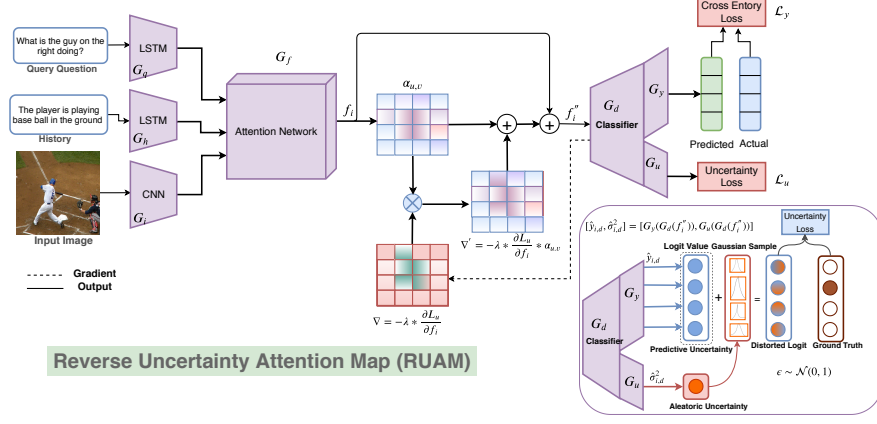 What is the guy on the
right doing?
Query Question
LSTM
G_q
The player is playing
base ball in the ground
History
LSTM
G_h
Input Image
CNN
G_i
G_f
Attention Network
f_i
α_{u,v}
∇' = −λ * ∂L_u/∂f_i * α_{u,v}
∇ = −λ * ∂L_u/∂f_i
Gradient
Output
f_i''
G_d
Classifier
G_y
G_u
Cross Entory
Loss
ℒ_y
Predicted
Actual
Uncertainty
Loss
ℒ_u
[ŷ_{i,d}, σ̂²_{i,d}] = [G_y(G_d(f_i'')), G_u(G_d(f_i''))]
Uncertainty
Loss
Logit Value
Gaussian Sample
ŷ_{i,d}
G_y
G_d
Classifier
G_u
+
=
Predictive Uncertainty
Distorted Logit
Ground Truth
σ̂²_{i,d}
ϵ ∼ 𝒩(0, 1)
Aleatoric Uncertainty
Reverse Uncertainty Attention Map (RUAM)